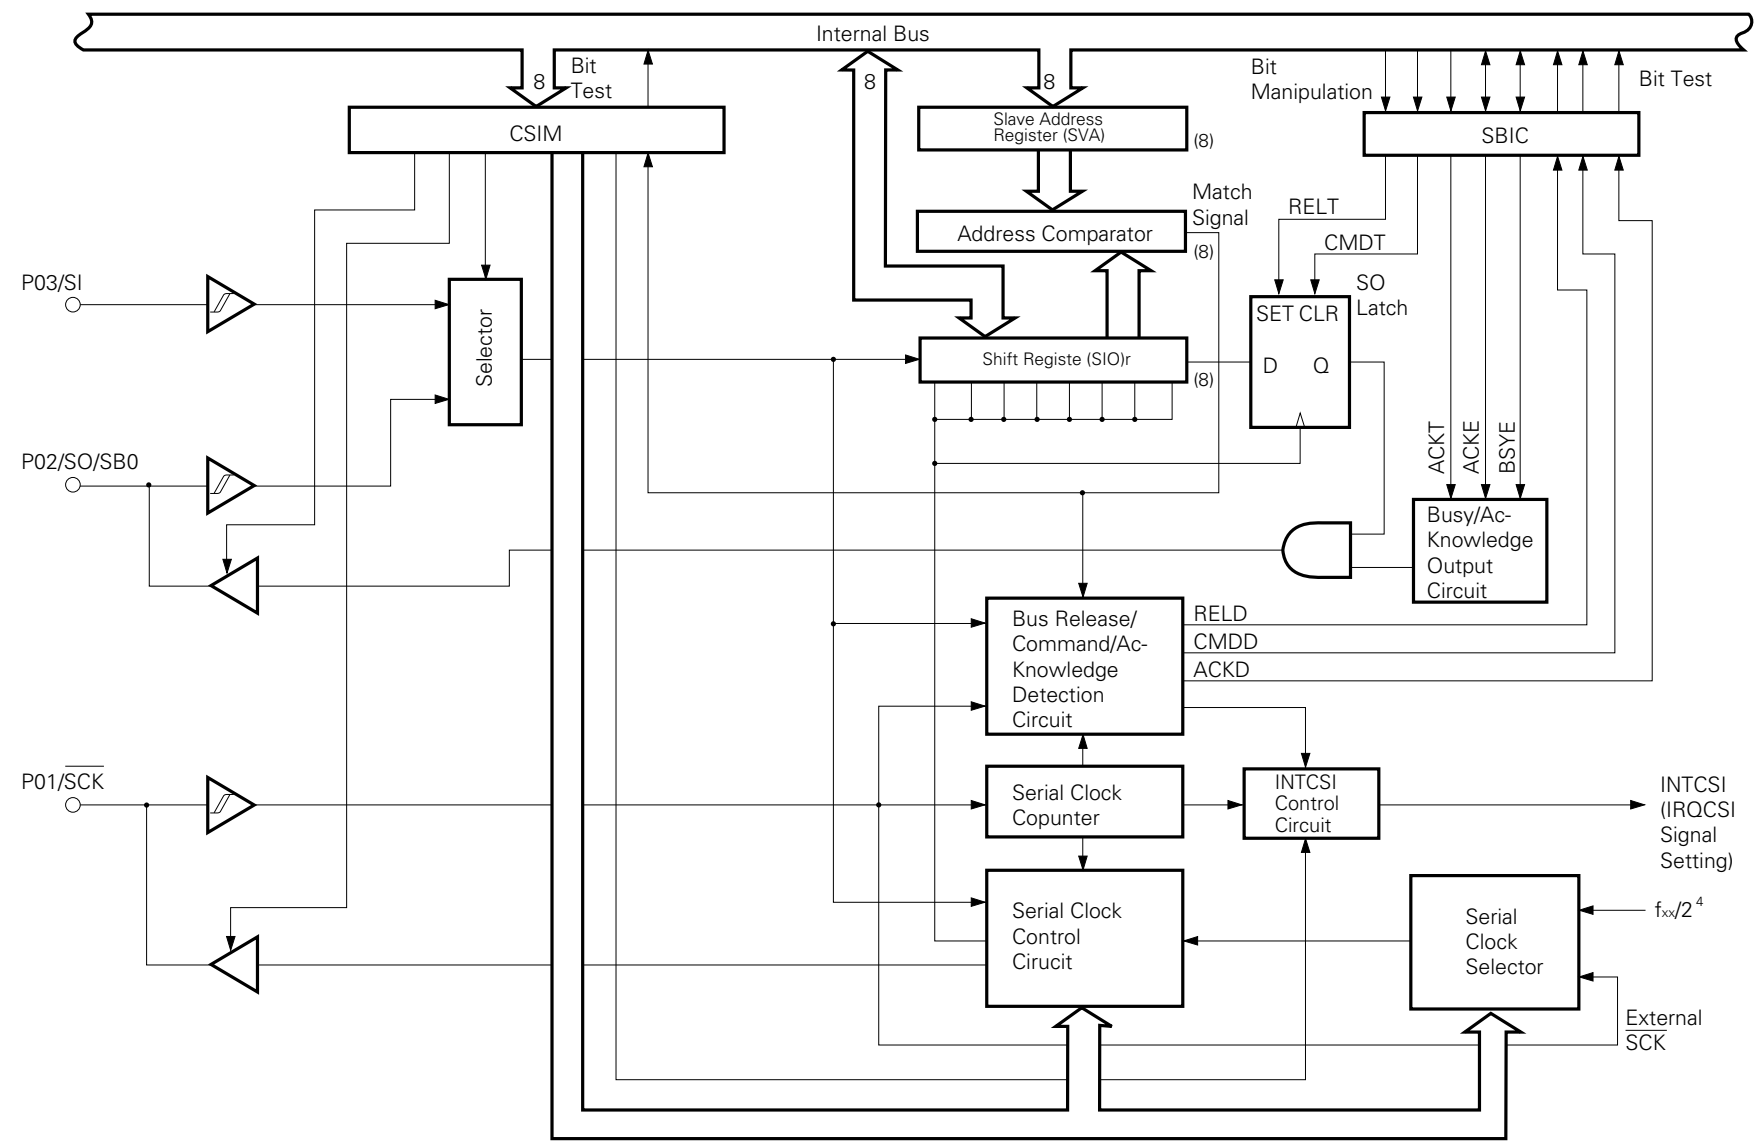 Internal Bus
8
Bit
Test
8
8
Bit
Manipulation
Bit Test
CSIM
Slave Address
Register (SVA)
(8)
SBIC
Match
Signal
RELT
Address Comparator
(8)
CMDT
P03/SI
SO
Latch
SET CLR
Selector
Shift Registe (SIO)r
(8)
D
Q
ACKT
ACKE
BSYE
P02/SO/SB0
Busy/Ac-
Knowledge
Output
Circuit
Bus Release/
Command/Ac-
Knowledge
Detection
Circuit
RELD
CMDD
ACKD
P01/SCK
Serial Clock
Copunter
INTCSI
Control
Circuit
INTCSI
(IRQCSI
Signal
Setting)
Serial Clock
Control
Cirucit
Serial
Clock
Selector
fxx/2⁴
External
SCK